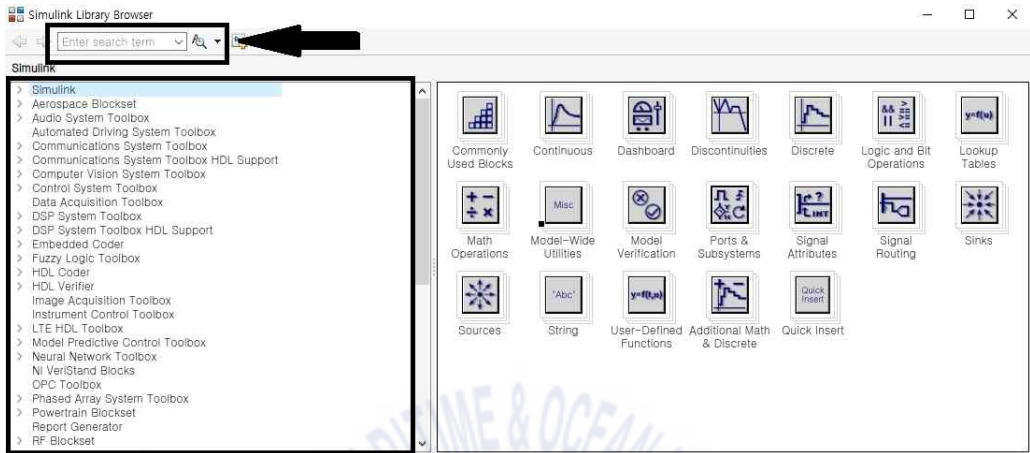 Simulink Library Browser
Enter search term
Simulink
Simulink
Aerospace Blockset
Audio System Toolbox
Automated Driving System Toolbox
Communications System Toolbox
Communications System Toolbox HDL Support
Computer Vision System Toolbox
Control System Toolbox
Data Acquisition Toolbox
DSP System Toolbox
DSP System Toolbox HDL Support
Embedded Coder
Fuzzy Logic Toolbox
HDL Coder
HDL Verifier
Image Acquisition Toolbox
Instrument Control Toolbox
LTE HDL Toolbox
Model Predictive Control Toolbox
Neural Network Toolbox
NI VeriStand Blocks
OPC Toolbox
Phased Array System Toolbox
Powertrain Blockset
Report Generator
RF Blockset
y=f(u)
Commonly Used Blocks
Continuous
Dashboard
Discontinuities
Discrete
Logic and Bit Operations
Lookup Tables
Misc
? INT
Math Operations
Model-Wide Utilities
Model Verification
Ports & Subsystems
Signal Attributes
Signal Routing
Sinks
"Abc"
y=f(t,u)
Quick Insert
Sources
String
User-Defined Functions
Additional Math & Discrete
Quick Insert
RITIME & OCEAN